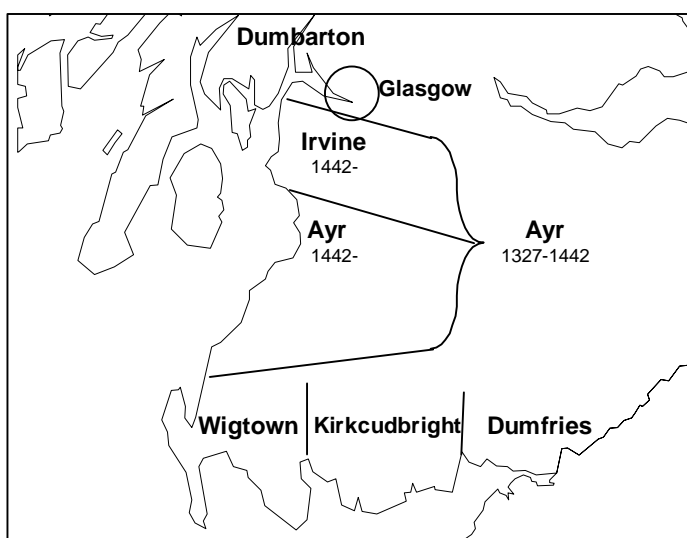 Dumbarton
Glasgow
Irvine
1442-
Ayr
1442-
Ayr
1327-1442
Wigtown
Kirkcudbright
Dumfries